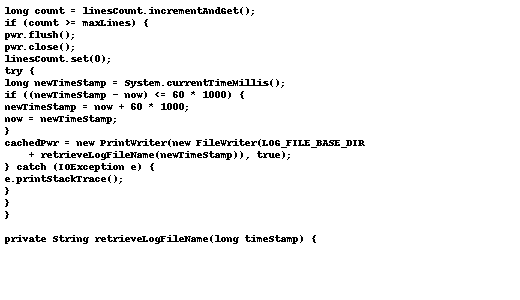 long count = linesCount.incrementAndGet();
if (count >= maxLines) {
pwr.flush();
pwr.close();
linesCount.set(0);
try {
long newTimeStamp = System.currentTimeMillis();
if ((newTimeStamp - now) <= 60 * 1000) {
newTimeStamp = now + 60 * 1000;
now = newTimeStamp;
}
cachedPwr = new PrintWriter(new FileWriter(LOG_FILE_BASE_DIR
+ retrieveLogFileName(newTimeStamp)), true);
} catch (IOException e) {
e.printStackTrace();
}
}
}
private String retrieveLogFileName(long timeStamp) {